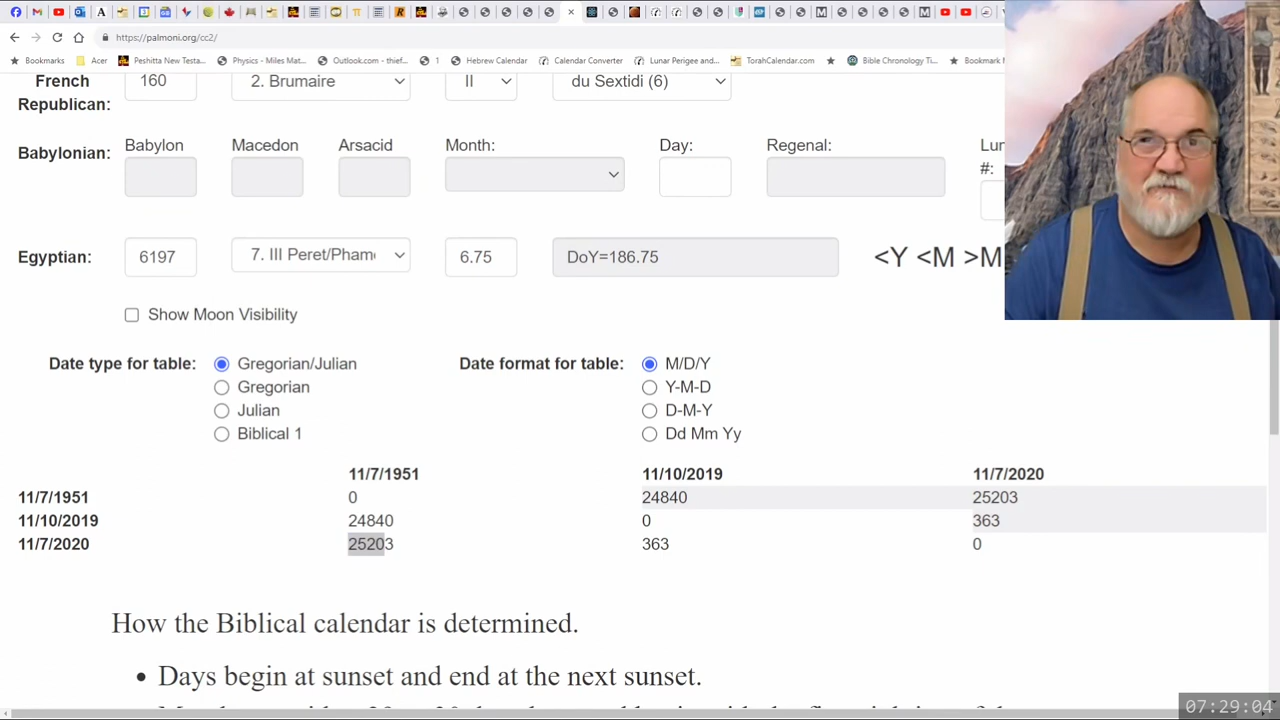 https://palmoni.org/cc2/
Bookmarks Acer Peshitta New Testa... Physics - Miles Mat... Outlook.com - thief... 1 Hebrew Calendar Calendar Converter Lunar Perigee and... TorahCalendar.com Bible Chronology Ti... Bookmark
French
Republican:
160
2. Brumaire
II
du Sextidi (6)
Babylonian:
Babylon Macedon Arsacid Month: Day: Regenal: Lun
#:
Egyptian:
6197
7. III Peret/Pham
6.75
DoY=186.75
<Y <M >M
Show Moon Visibility
Date type for table:
Gregorian/Julian
Gregorian
Julian
Biblical 1
Date format for table:
M/D/Y
Y-M-D
D-M-Y
Dd Mm Yy
11/7/1951 11/10/2019 11/7/2020
11/7/1951 0 24840 25203
11/10/2019 24840 0 363
11/7/2020 25203 363 0
How the Biblical calendar is determined.
• Days begin at sunset and end at the next sunset.
07:29:04